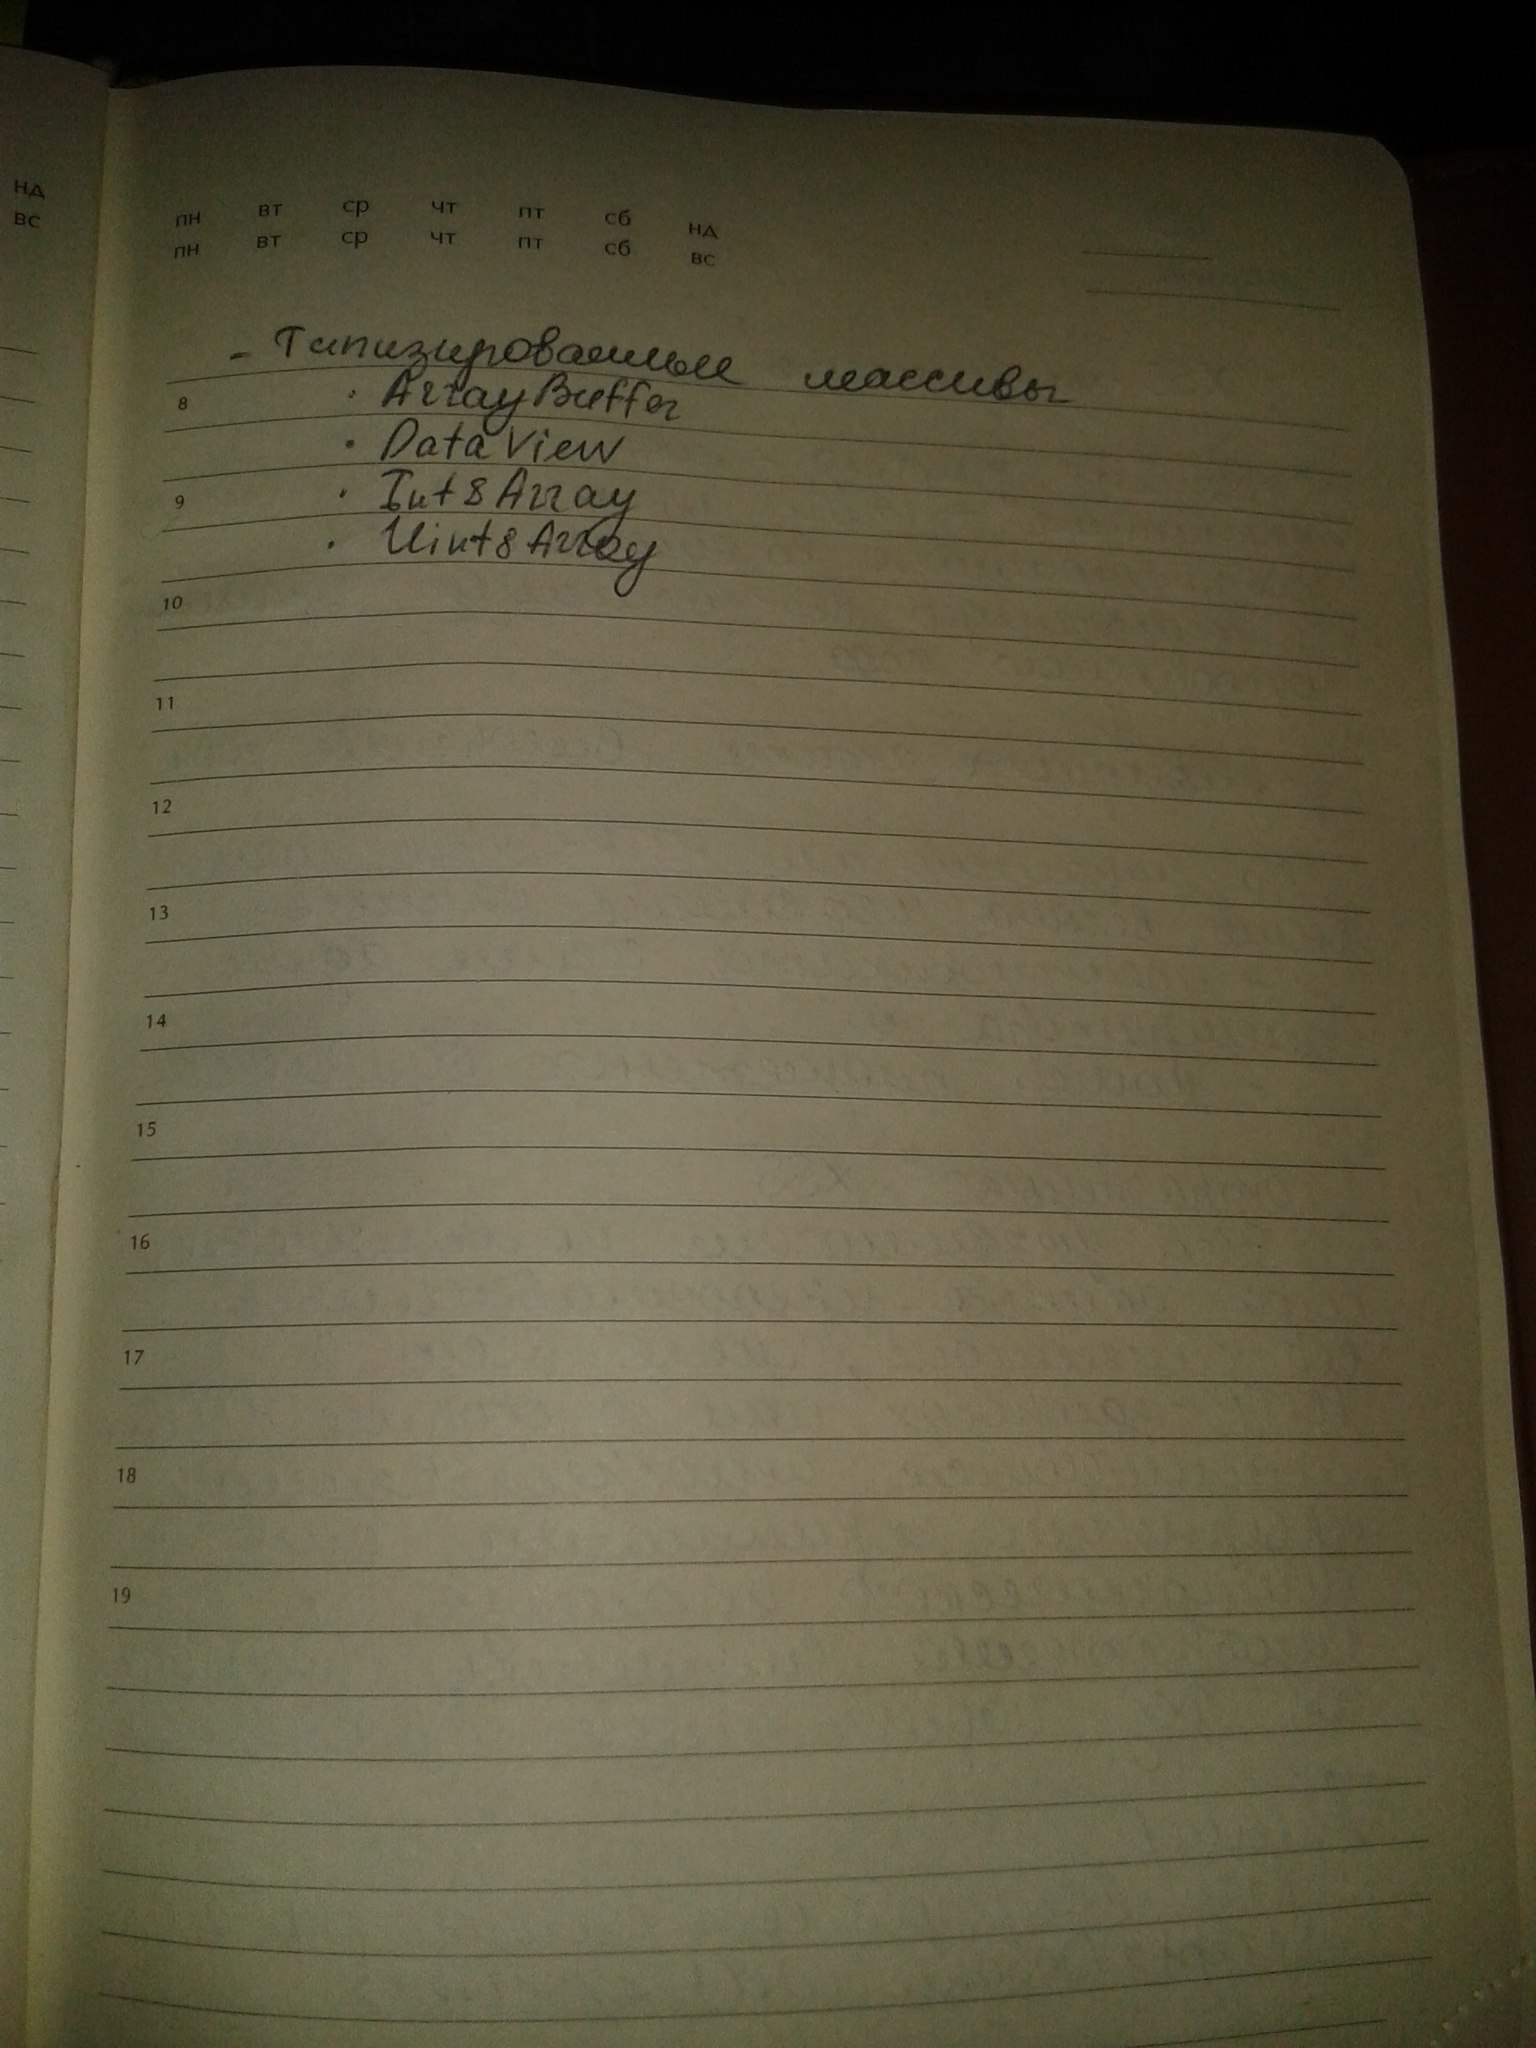 НД
ВС
ПН ВТ СР ЧТ ПТ СБ НД
ПН ВТ СР ЧТ ПТ СБ ВС
- Типизированные массивы
8 · ArrayBuffer
· DataView
9 · Int8Array
· Uint8Array
10
11
12
13
14
15
16
17
18
19